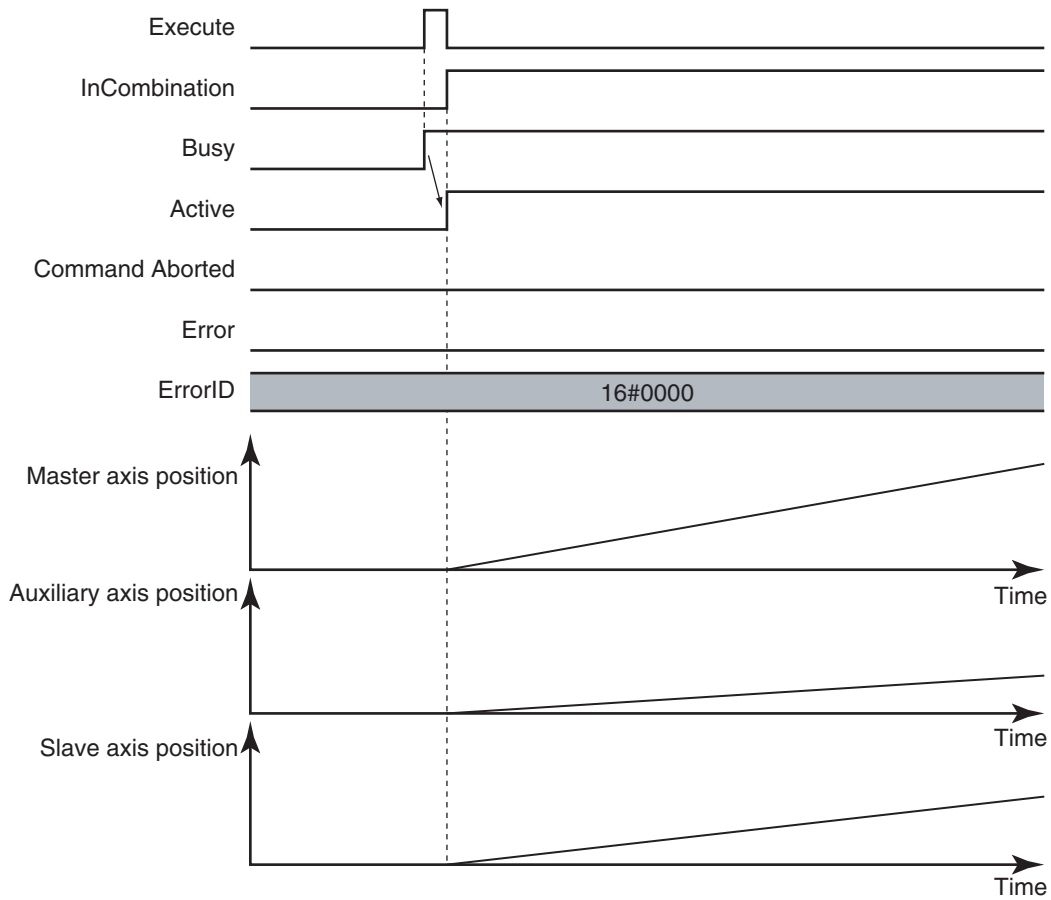 Execute
InCombination
Busy
Active
Command Aborted
Error
ErrorID
16#0000
Master axis position
Time
Auxiliary axis position
Time
Slave axis position
Time